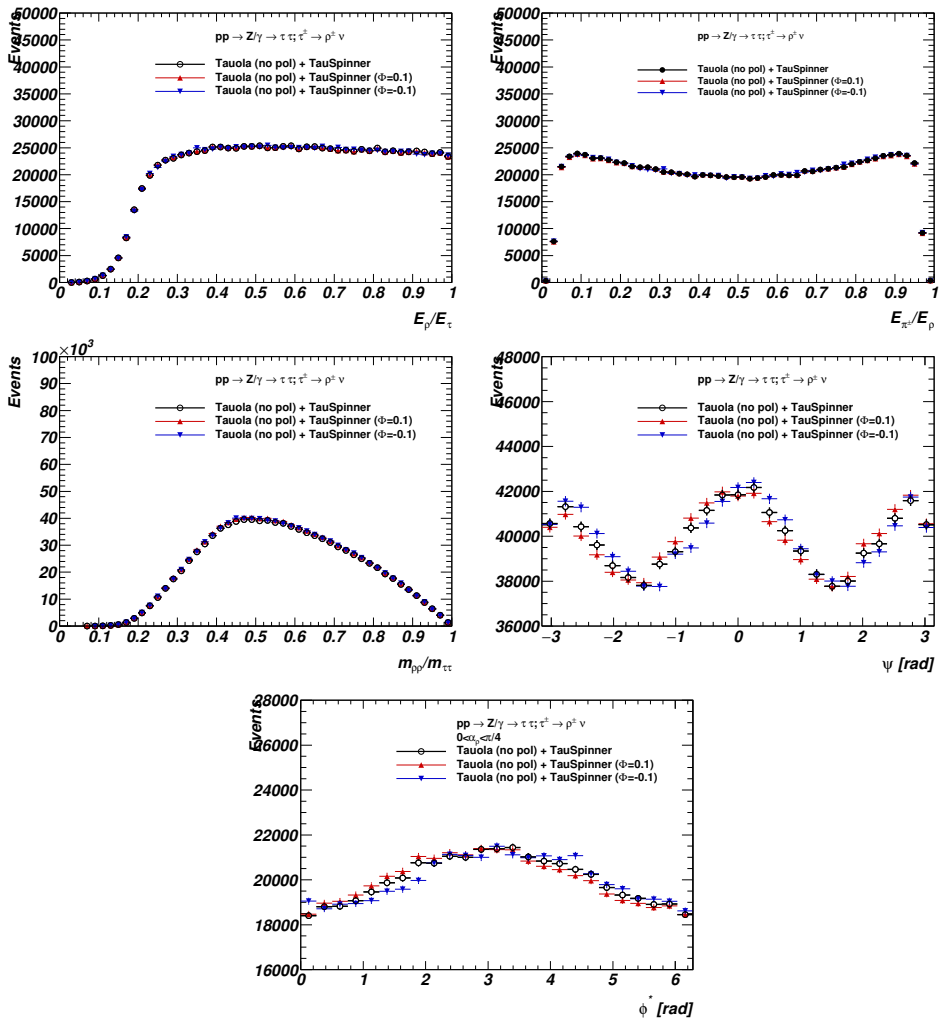 Events
50000
45000
40000
35000
30000
25000
20000
15000
10000
5000
0
pp → Z/γ → τ τ; τ± → ρ± ν
Tauola (no pol) + TauSpinner
Tauola (no pol) + TauSpinner (Φ=0.1)
Tauola (no pol) + TauSpinner (Φ=-0.1)
0 0.1 0.2 0.3 0.4 0.5 0.6 0.7 0.8 0.9 1
E_ρ/E_τ
Events
50000
45000
40000
35000
30000
25000
20000
15000
10000
5000
0
pp → Z/γ → τ τ; τ± → ρ± ν
Tauola (no pol) + TauSpinner
Tauola (no pol) + TauSpinner (Φ=0.1)
Tauola (no pol) + TauSpinner (Φ=-0.1)
0 0.1 0.2 0.3 0.4 0.5 0.6 0.7 0.8 0.9 1
E_π±/E_ρ
Events
×10³
100
90
80
70
60
50
40
30
20
10
0
pp → Z/γ → τ τ; τ± → ρ± ν
Tauola (no pol) + TauSpinner
Tauola (no pol) + TauSpinner (Φ=0.1)
Tauola (no pol) + TauSpinner (Φ=-0.1)
0 0.1 0.2 0.3 0.4 0.5 0.6 0.7 0.8 0.9 1
m_ρρ/m_ττ
Events
48000
46000
44000
42000
40000
38000
36000
pp → Z/γ → τ τ; τ± → ρ± ν
Tauola (no pol) + TauSpinner
Tauola (no pol) + TauSpinner (Φ=0.1)
Tauola (no pol) + TauSpinner (Φ=-0.1)
−3 −2 −1 0 1 2 3
ψ [rad]
Events
28000
26000
24000
22000
20000
18000
16000
pp → Z/γ → τ τ; τ± → ρ± ν
0<α_ρ<π/4
Tauola (no pol) + TauSpinner
Tauola (no pol) + TauSpinner (Φ=0.1)
Tauola (no pol) + TauSpinner (Φ=-0.1)
0 1 2 3 4 5 6
ϕ* [rad]